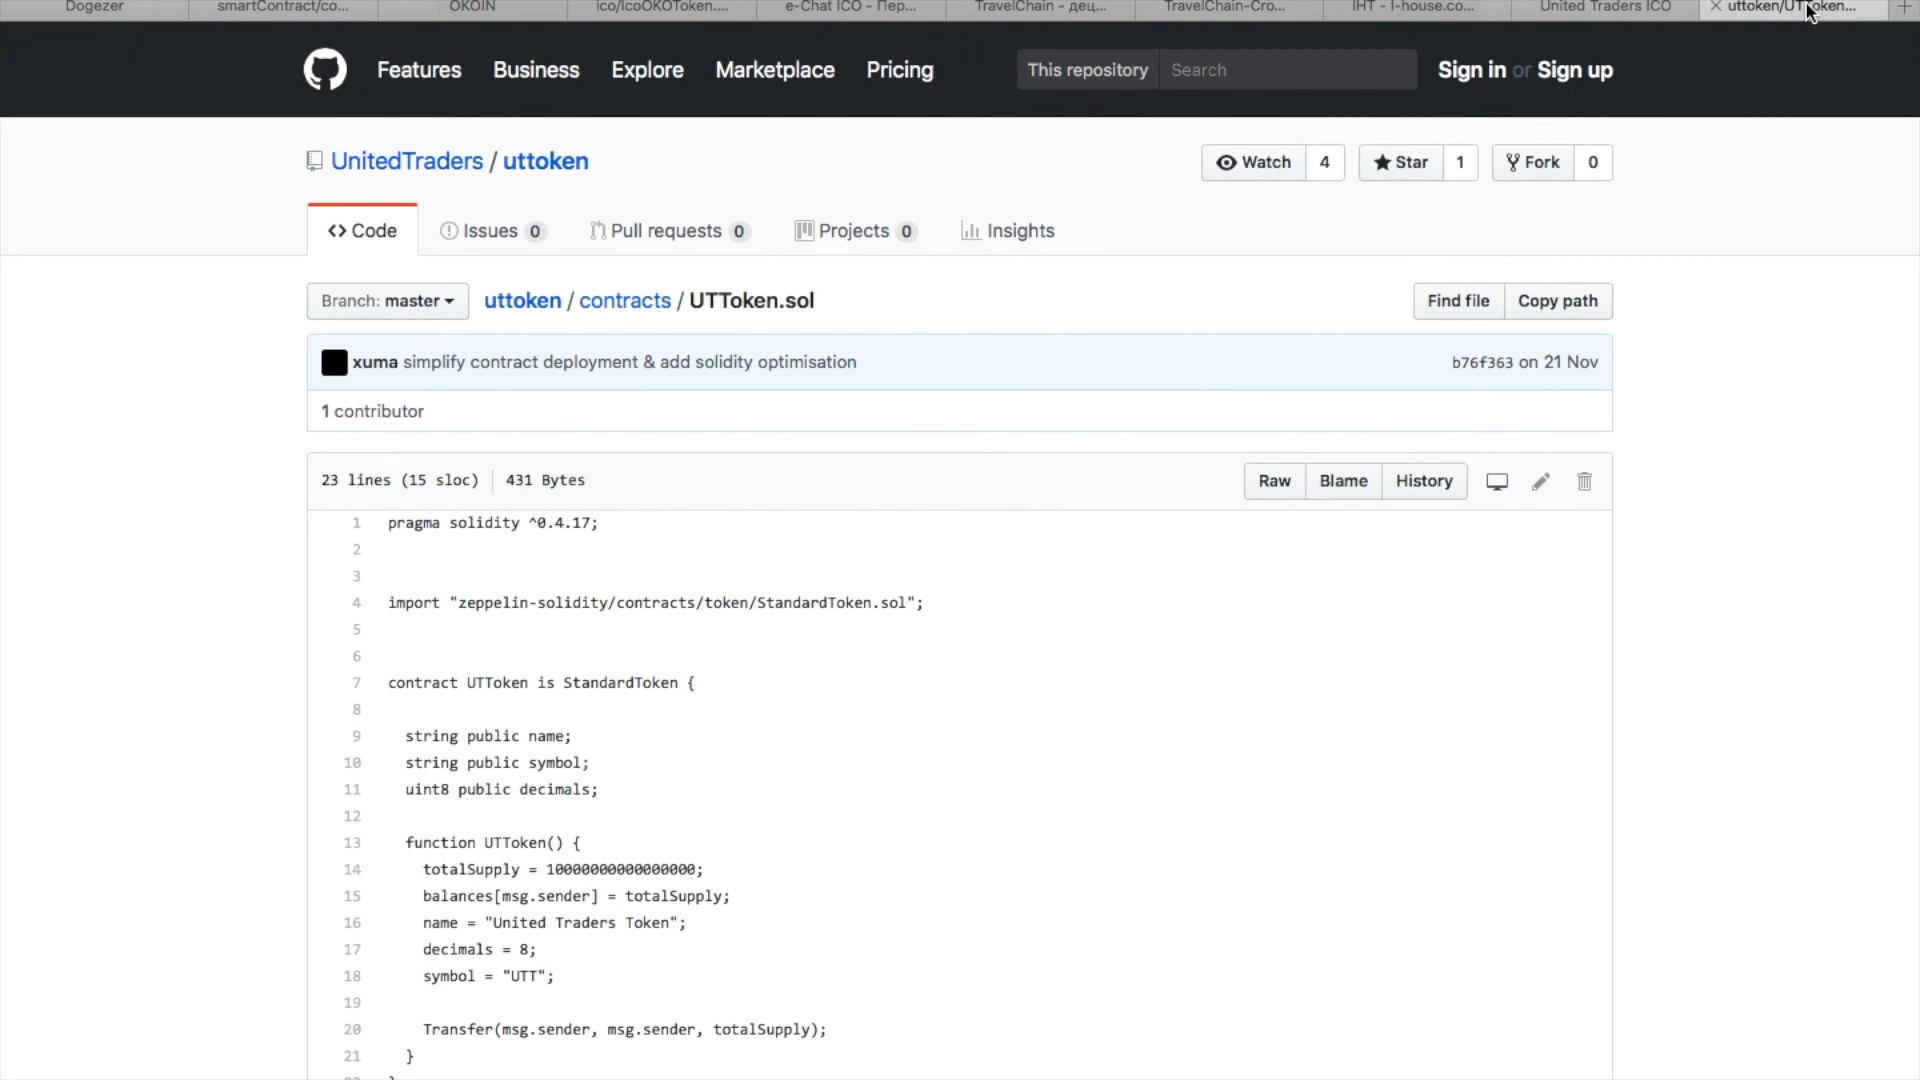 Dogezer smartContract/co... OKOIN ico/IcoOKOToken.... e-Chat ICO - Пер... TravelChain - дец... TravelChain-Cro... IHT - I-house.co... United Traders ICO uttoken/UTToken...
Features Business Explore Marketplace Pricing This repository Search Sign in or Sign up
UnitedTraders / uttoken Watch 4 Star 1 Fork 0
Code Issues 0 Pull requests 0 Projects 0 Insights
Branch: master uttoken / contracts / UTToken.sol Find file Copy path
xuma simplify contract deployment & add solidity optimisation b76f363 on 21 Nov
1 contributor
23 lines (15 sloc) 431 Bytes Raw Blame History
1 pragma solidity ^0.4.17;
2
3
4 import "zeppelin-solidity/contracts/token/StandardToken.sol";
5
6
7 contract UTToken is StandardToken {
8
9 string public name;
10 string public symbol;
11 uint8 public decimals;
12
13 function UTToken() {
14 totalSupply = 10000000000000000;
15 balances[msg.sender] = totalSupply;
16 name = "United Traders Token";
17 decimals = 8;
18 symbol = "UTT";
19
20 Transfer(msg.sender, msg.sender, totalSupply);
21 }